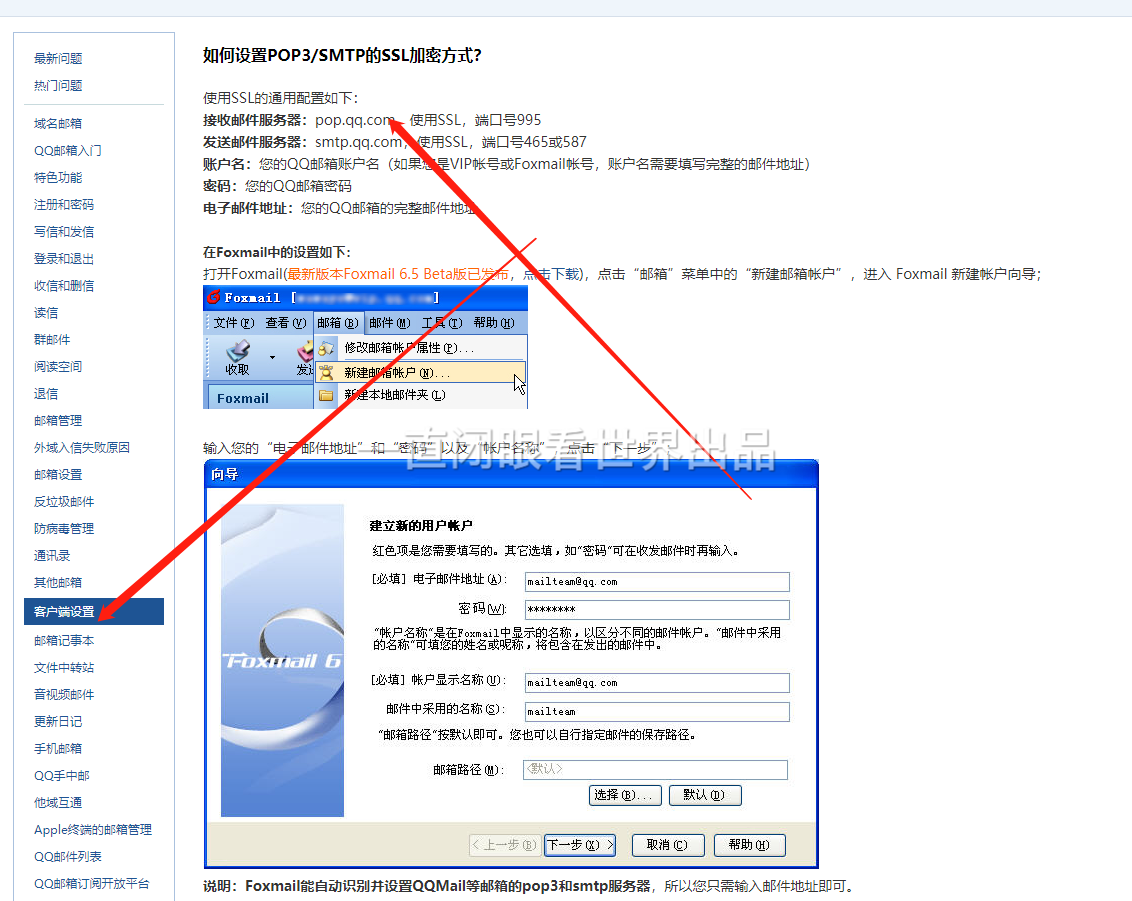 最新问题
热门问题
域名邮箱
QQ邮箱入门
特色功能
注册和密码
写信和发信
登录和退出
收信和删信
读信
群邮件
阅读空间
退信
邮箱管理
外域入信失败原因
邮箱设置
反垃圾邮件
防病毒管理
通讯录
其他邮箱
客户端设置
邮箱记事本
文件中转站
音视频邮件
更新日记
手机邮箱
QQ手中邮
他域互通
Apple终端的邮箱管理
QQ邮件列表
QQ邮箱订阅开放平台
如何设置POP3/SMTP的SSL加密方式?
使用SSL的通用配置如下：
接收邮件服务器：pop.qq.com，使用SSL，端口号995
发送邮件服务器：smtp.qq.com，使用SSL，端口号465或587
账户名：您的QQ邮箱账户名（如果您是VIP帐号或Foxmail帐号，账户名需要填写完整的邮件地址）
密码：您的QQ邮箱密码
电子邮件地址：您的QQ邮箱的完整邮件地址
在Foxmail中的设置如下：
打开Foxmail(最新版本Foxmail 6.5 Beta版已发布，点击下载)，点击“邮箱”菜单中的“新建邮箱帐户”，进入 Foxmail 新建帐户向导；
Foxmail [
]
文件(F) 查看(V) 邮箱(B) 邮件(M) 工具(T) 帮助(H)
收取
修改邮箱帐户属性(P)...
新建邮箱帐户(N)...
新建本地邮件夹(L)
Foxmail
输入您的“电子邮件地址”和“密码”以及“帐户名称”，点击“下一步”
一直闭眼看世界出品
向导
建立新的用户帐户
红色项是您需要填写的。其它选填，如“密码”可在收发邮件时再输入。
[必填] 电子邮件地址(A): mailteam@qq.com
密码(W): ********
“帐户名称”是在Foxmail中显示的名称，以区分不同的邮件帐户。“邮件中采用
的名称”可填您的姓名或昵称，将包含在发出的邮件中。
Foxmail 6
[必填] 帐户显示名称(U): mailteam@qq.com
邮件中采用的名称(S): mailteam
“邮箱路径”按默认即可。您也可以自行指定邮件的保存路径。
邮箱路径(M): <默认>
选择(B)... 默认(D)
< 上一步(B) 下一步(X) > 取消(C) 帮助(H)
说明：Foxmail能自动识别并设置QQMail等邮箱的pop3和smtp服务器，所以您只需输入邮件地址即可。